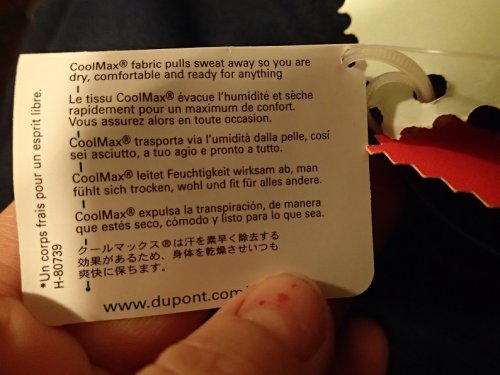 CoolMax® fabric pulls sweat away so you are
dry, comfortable and ready for anything
Le tissu CoolMax® évacue l'humidité et sèche
rapidement pour un maximum de confort.
Vous assurez alors en toute occasion.
CoolMax® trasporta via l'umidità dalla pelle, cosí
sei asciutto, a tuo agio e pronto a tutto.
CoolMax® leitet Feuchtigkeit wirksam ab, man
fühlt sich trocken, wohl und fit für alles andere.
CoolMax® expulsa la transpiración, de manera
que estés seco, cómodo y listo para lo que sea.
クールマックス®は汗を素早く除去する
効果があるため、身体を乾燥させいつも
爽快に保ちます。
www.dupont.com/
*Un corps frais pour un esprit libre.
H-80739